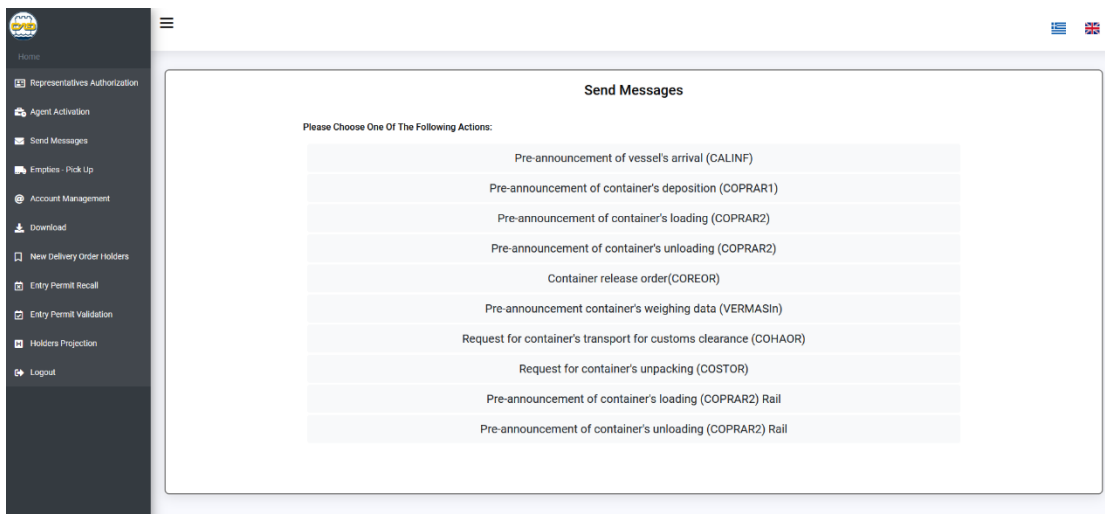 Home
Representatives Authorization
Agent Activation
Send Messages
Empties - Pick Up
Account Management
Download
New Delivery Order Holders
Entry Permit Recall
Entry Permit Validation
Holders Projection
Logout
Send Messages
Please Choose One Of The Following Actions:
Pre-announcement of vessel's arrival (CALINF)
Pre-announcement of container's deposition (COPRAR1)
Pre-announcement of container's loading (COPRAR2)
Pre-announcement of container's unloading (COPRAR2)
Container release order(COREOR)
Pre-announcement container's weighing data (VERMASIn)
Request for container's transport for customs clearance (COHAOR)
Request for container's unpacking (COSTOR)
Pre-announcement of container's loading (COPRAR2) Rail
Pre-announcement of container's unloading (COPRAR2) Rail